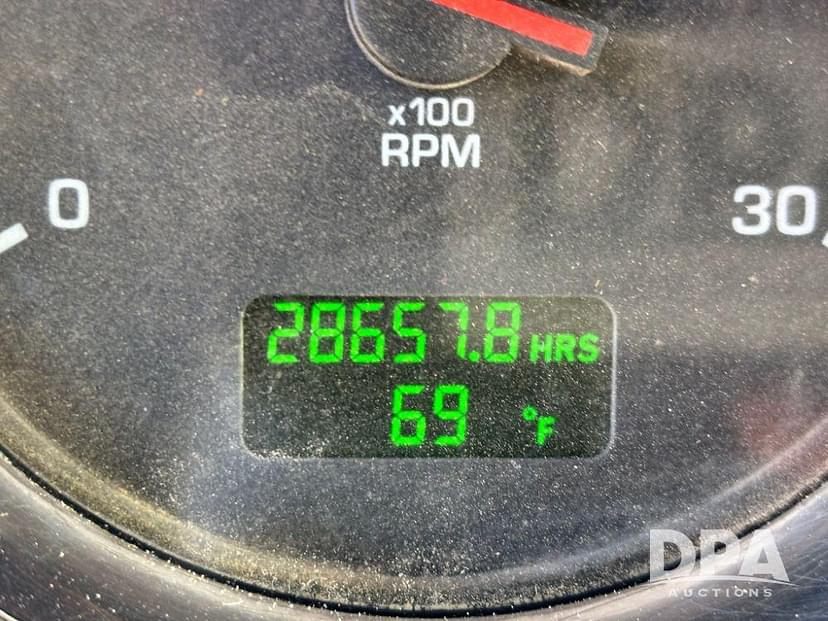 x100
RPM
0
30
28657.8 HRS
69 °F
DPA
AUCTIONS